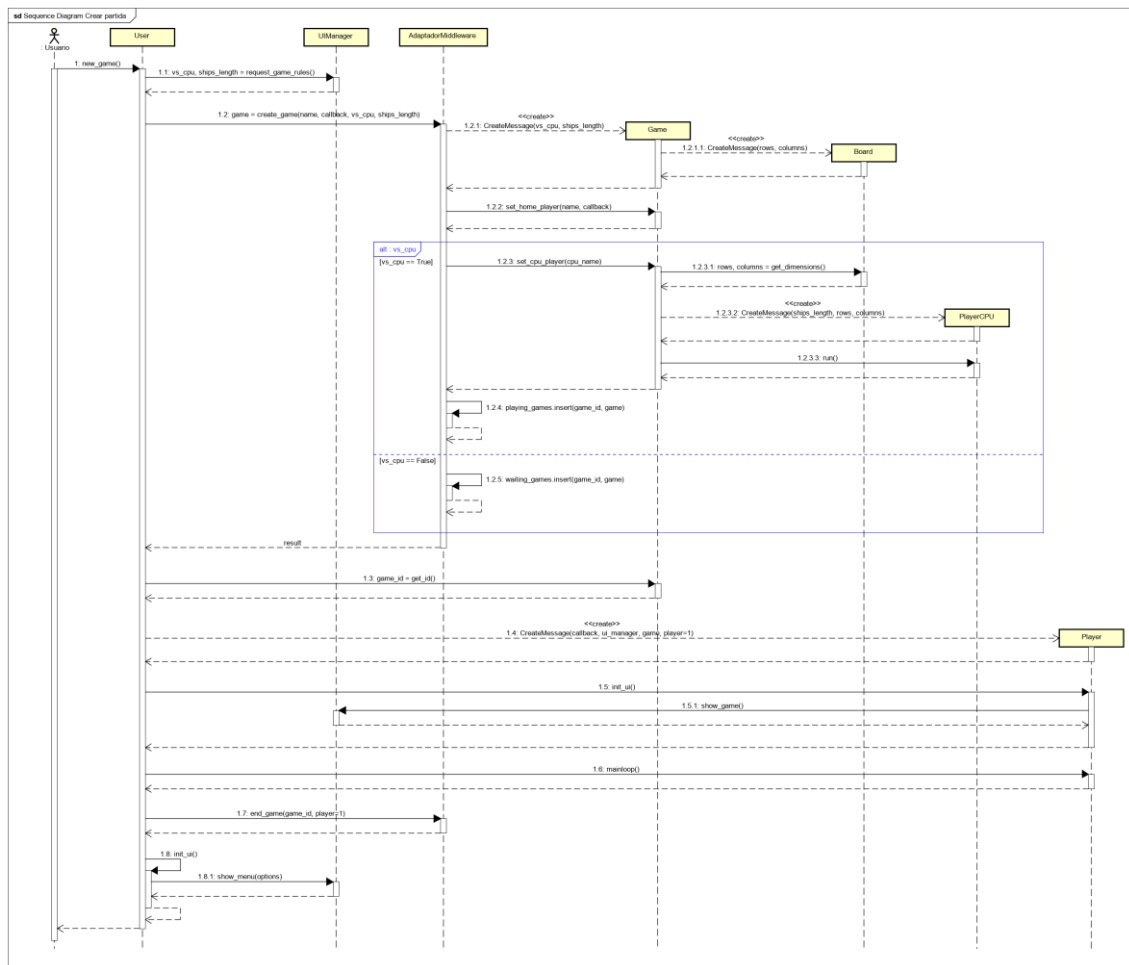 sd Sequence Diagram Crear partida
User
UIManager
AdaptadorMiddleware
: Usuario
1: new_game()
1.1: vs_cpu, ships_length = request_game_rules()
1.2: game = create_game(name, callback, vs_cpu, ships_length)
<<create>>
1.2.1: CreateMessage(vs_cpu, ships_length)
Game
<<create>>
1.2.1.1: CreateMessage(rows, columns)
Board
1.2.2: set_home_player(name, callback)
alt : vs_cpu
[vs_cpu == True]
1.2.3: set_cpu_player(cpu_name)
1.2.3.1: rows, columns = get_dimensions()
<<create>>
1.2.3.2: CreateMessage(ships_length, rows, columns)
PlayerCPU
1.2.3.3: run()
1.2.4: playing_games.insert(game_id, game)
[vs_cpu == False]
1.2.5: waiting_games.insert(game_id, game)
result
1.3: game_id = get_id()
<<create>>
1.4: CreateMessage(callback, ui_manager, game, player=1)
Player
1.5: init_ui()
1.5.1: show_game()
1.6: mainloop()
1.7: end_game(game_id, player=1)
1.8: init_ui()
1.8.1: show_menu(options)